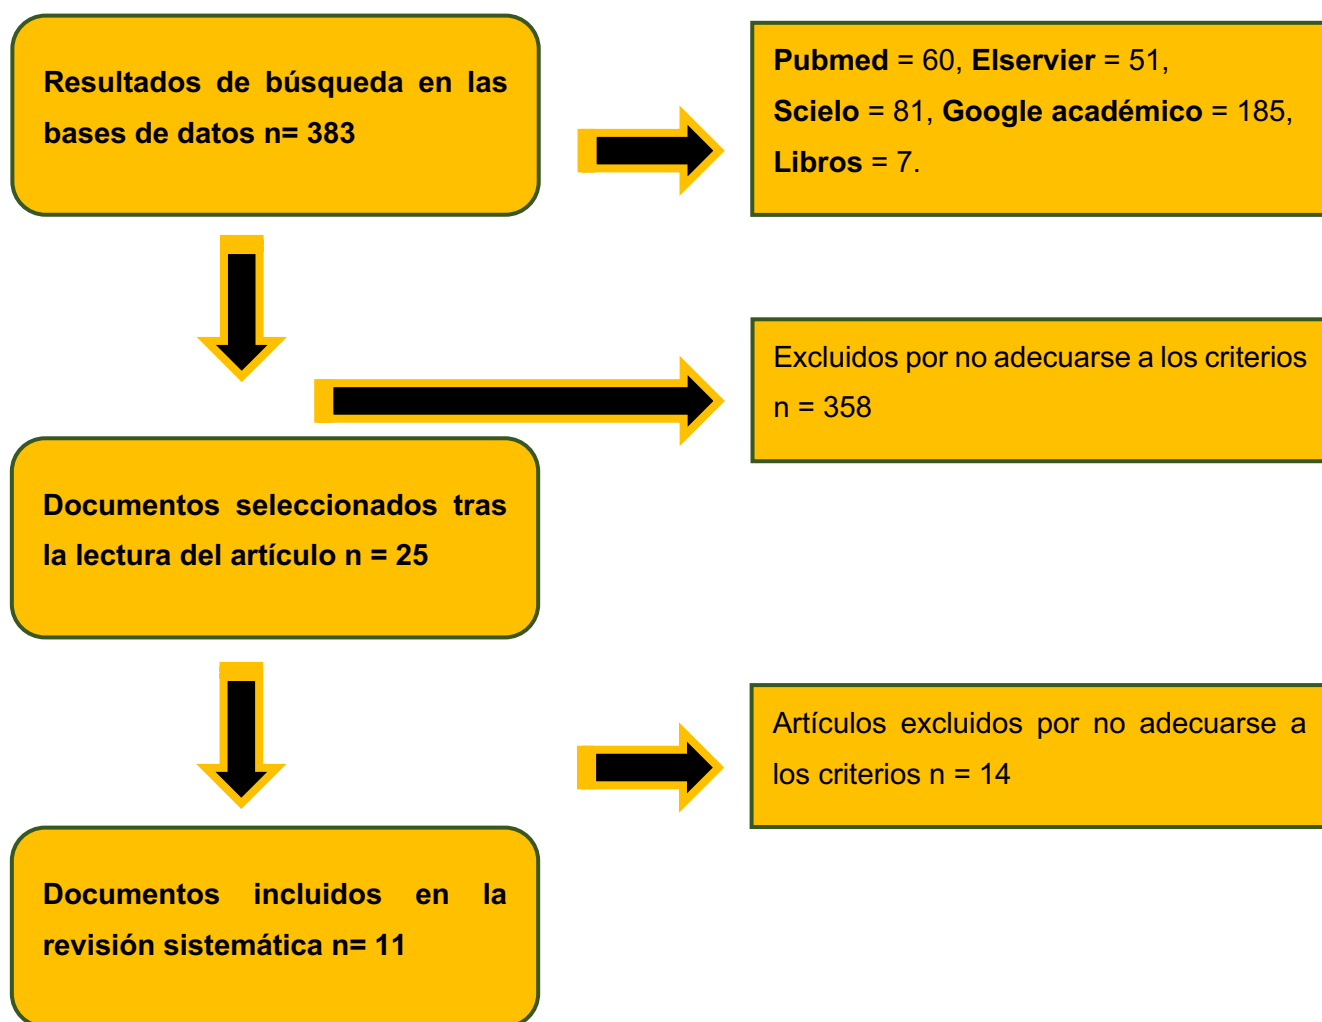 Resultados de búsqueda en las
bases de datos n= 383
Pubmed = 60, Elservier = 51,
Scielo = 81, Google académico = 185,
Libros = 7.
Excluidos por no adecuarse a los criterios
n = 358
Documentos seleccionados tras
la lectura del artículo n = 25
Artículos excluidos por no adecuarse a
los criterios n = 14
Documentos incluidos en la
revisión sistemática n= 11